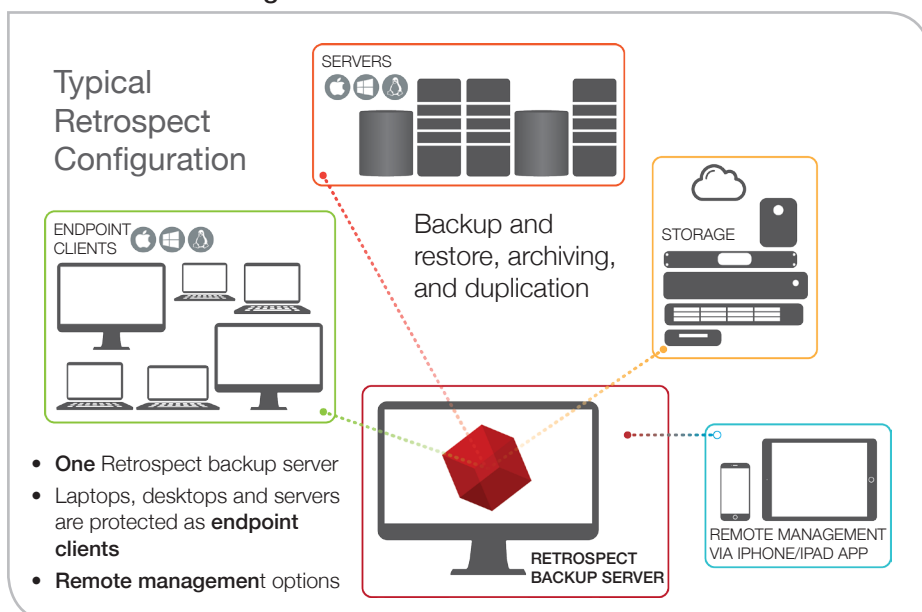 Typical
Retrospect
Configuration
SERVERS
ENDPOINT
CLIENTS
Backup and
restore, archiving,
and duplication
STORAGE
• One Retrospect backup server
• Laptops, desktops and servers
are protected as endpoint
clients
• Remote management options
RETROSPECT
BACKUP SERVER
REMOTE MANAGEMENT
VIA IPHONE/IPAD APP